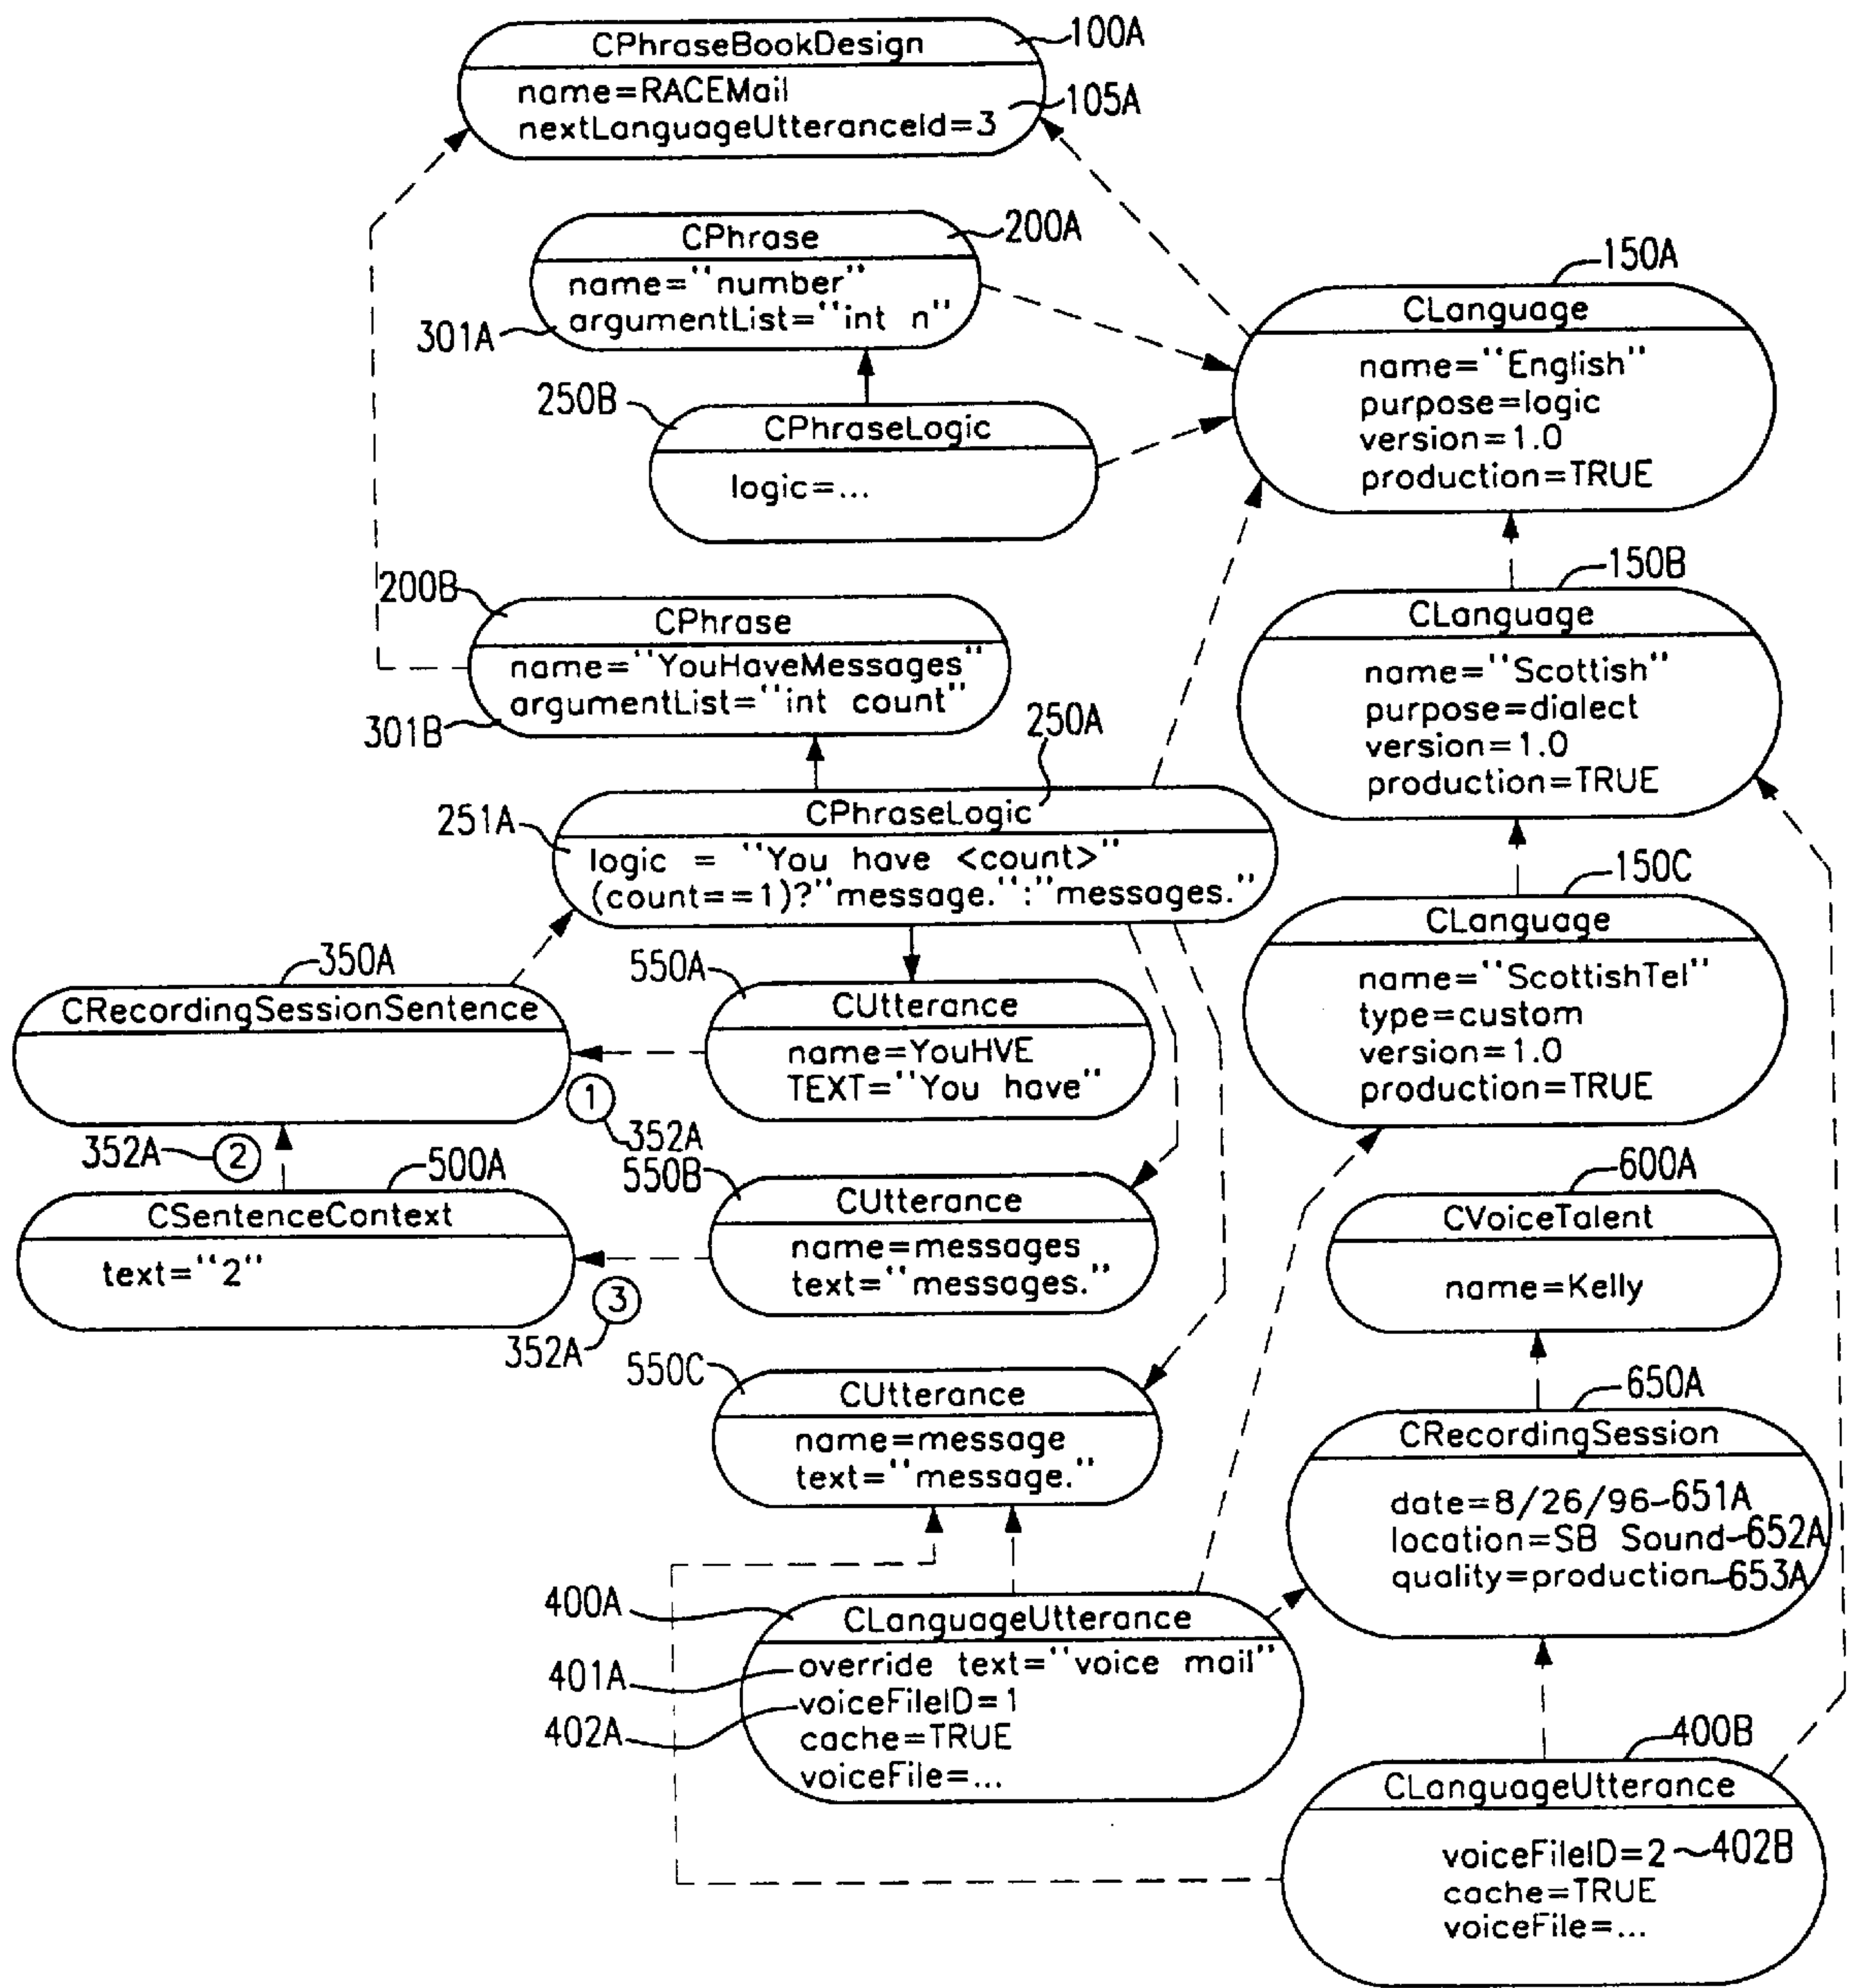 CPhraseBookDesign
100A
name=RACEMail
nextLanguageUtteranceId=3
105A
CPhrase
200A
name="number"
argumentList="int n"
301A
150A
CLanguage
name="English"
purpose=logic
version=1.0
production=TRUE
250B
CPhraseLogic
logic=...
200B
CPhrase
name="YouHaveMessages"
argumentList="int count"
301B
150B
CLanguage
name="Scottish"
purpose=dialect
version=1.0
production=TRUE
250A
251A
CPhraseLogic
logic = "You have <count>"
(count==1)?"message.":"messages."
150C
CLanguage
name="ScottishTel"
type=custom
version=1.0
production=TRUE
350A
CRecordingSessionSentence
550A
CUtterance
name=YouHVE
TEXT="You have"
1
352A
352A
2
500A
CSentenceContext
text="2"
550B
CUtterance
name=messages
text="messages."
3
352A
600A
CVoiceTalent
name=Kelly
550C
CUtterance
name=message
text="message."
650A
CRecordingSession
date=8/26/96 651A
location=SB Sound 652A
quality=production 653A
400A
CLanguageUtterance
401A
override text="voice mail"
402A
voiceFileID=1
cache=TRUE
voiceFile=...
400B
CLanguageUtterance
voiceFileID=2 402B
cache=TRUE
voiceFile=...